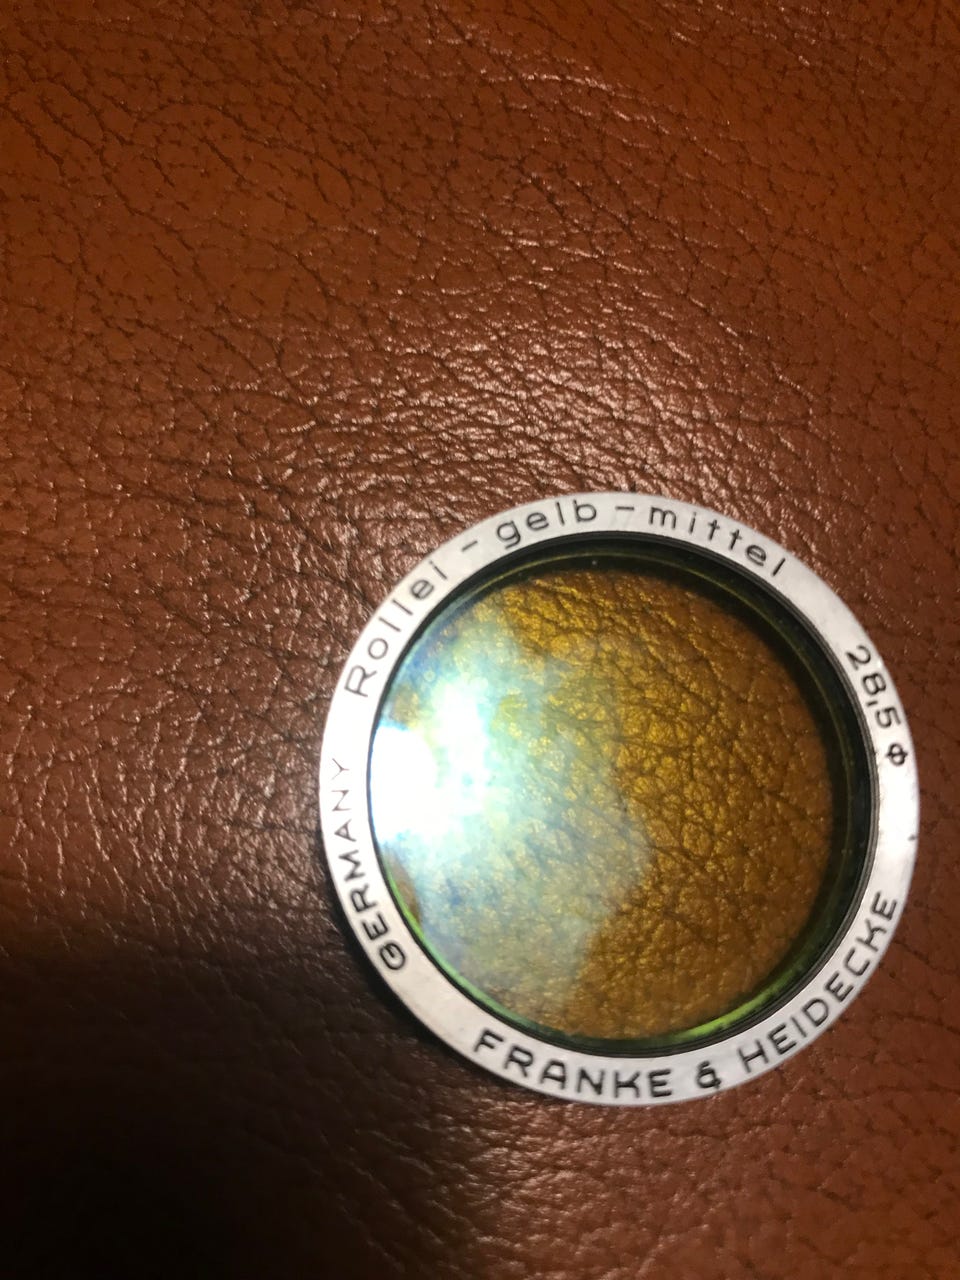 Rollei - gelb - mittel
28,5 ⌀
FRANKE & HEIDECKE
GERMANY